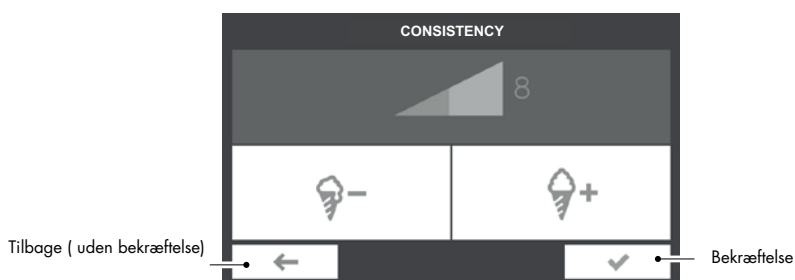 CONSISTENCY
8
Tilbage ( uden bekræftelse)
Bekræftelse